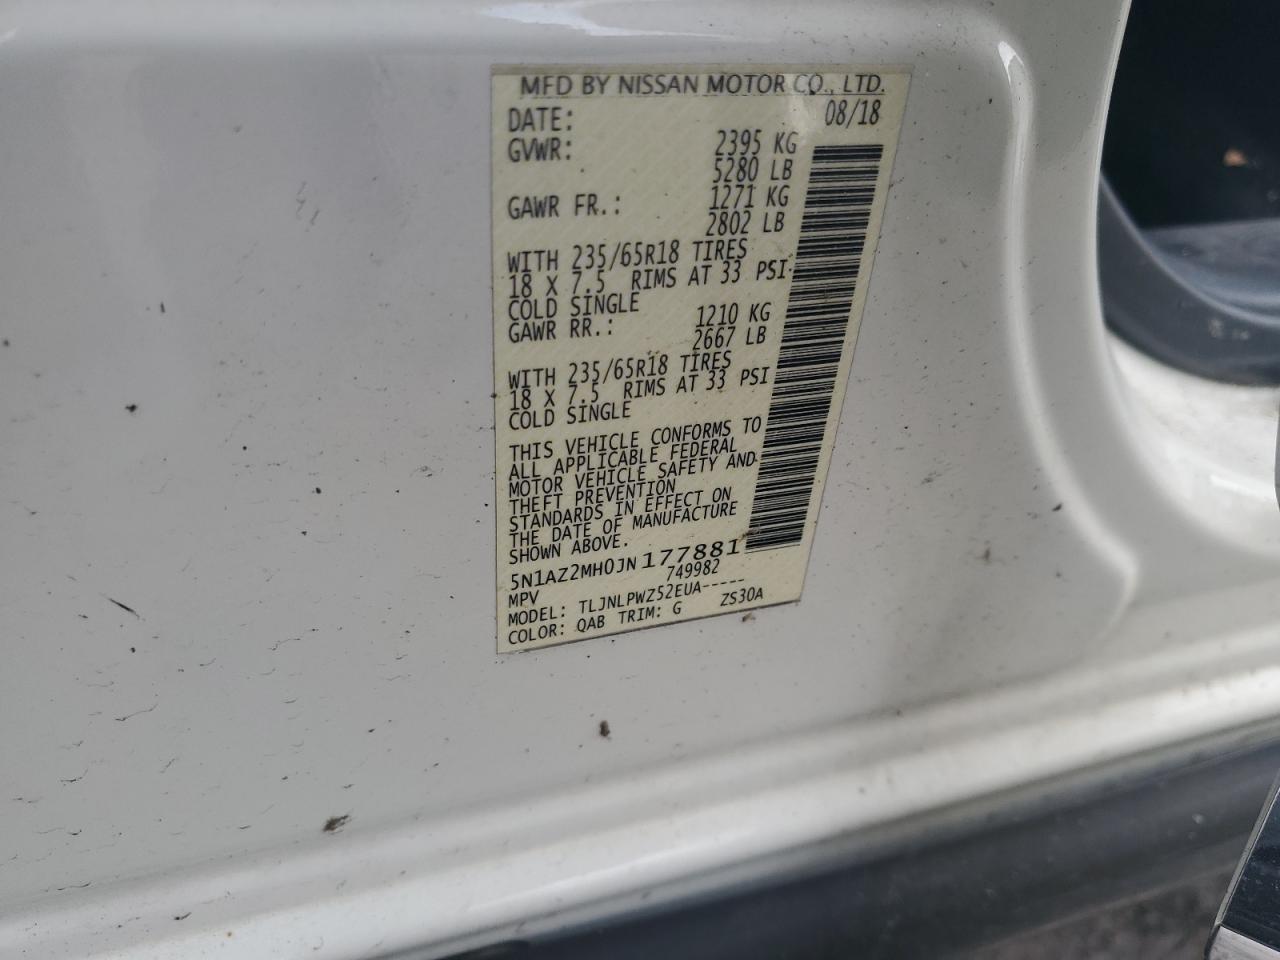 MFD BY NISSAN MOTOR CO., LTD.
DATE: 08/18
GVWR: 2395 KG
5280 LB
GAWR FR.: 1271 KG
2802 LB
WITH 235/65R18 TIRES
18 X 7.5 RIMS AT 33 PSI
COLD SINGLE
GAWR RR.: 1210 KG
2667 LB
WITH 235/65R18 TIRES
18 X 7.5 RIMS AT 33 PSI
COLD SINGLE
THIS VEHICLE CONFORMS TO
ALL APPLICABLE FEDERAL
MOTOR VEHICLE SAFETY AND
THEFT PREVENTION
STANDARDS IN EFFECT ON
THE DATE OF MANUFACTURE
SHOWN ABOVE.
5N1AZ2MH0JN177881
MPV 749982
MODEL: TLJNLPWZ52EUA-----
COLOR: QAB TRIM: G ZS30A